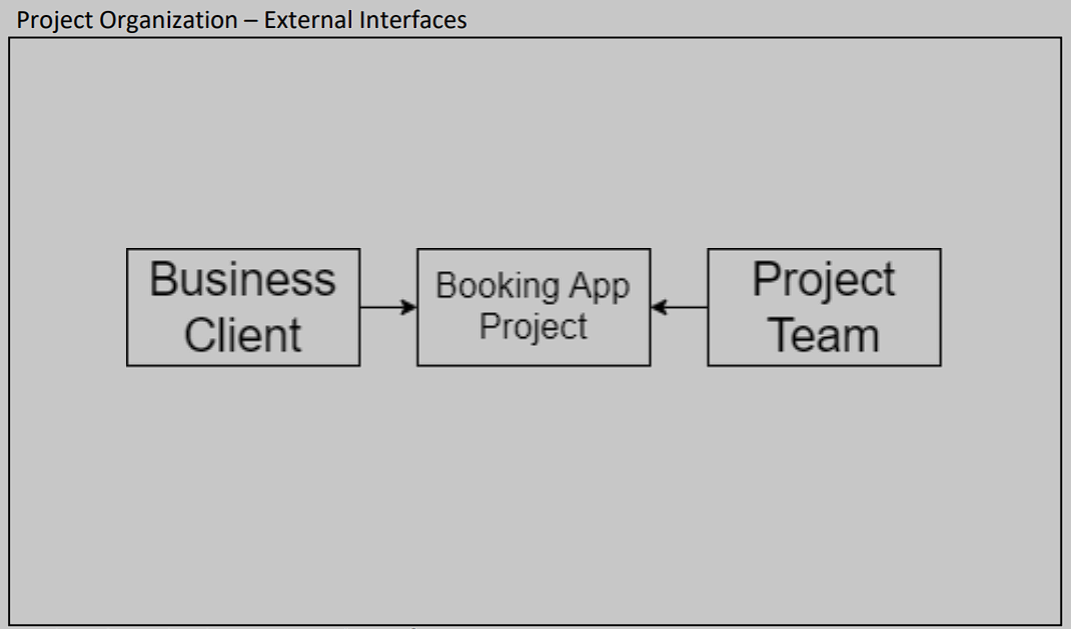 Project Organization – External Interfaces
Business
Client
Booking App
Project
Project
Team